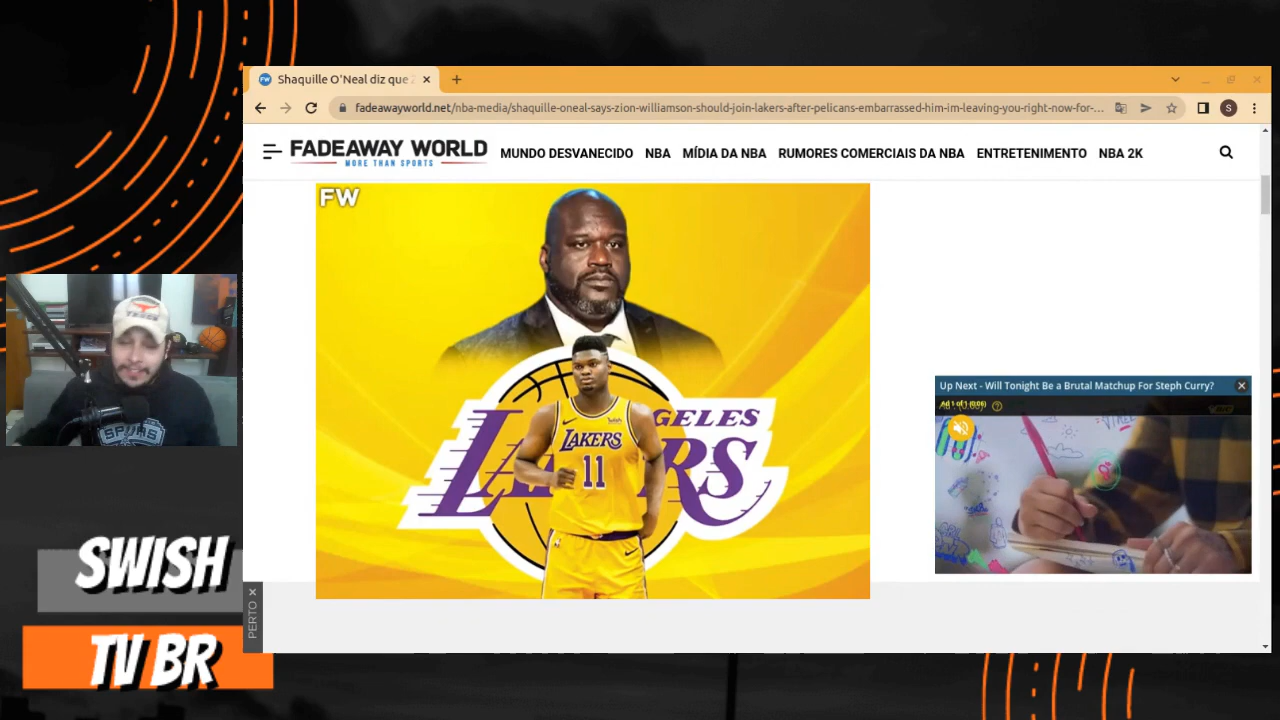 Shaquille O'Neal diz que
fadeawayworld.net/nba-media/shaquille-oneal-says-zion-williamson-should-join-lakers-after-pelicans-embarrassed-him-im-leaving-you-right-now-for-...
S
FADEAWAY WORLD
MORE THAN SPORTS
MUNDO DESVANECIDO NBA MÍDIA DA NBA RUMORES COMERCIAIS DA NBA ENTRETENIMENTO NBA 2K
FW
GELES
LAKERS
LAKERS
11
Up Next - Will Tonight Be a Brutal Matchup For Steph Curry?
TEXAS
SPURS
SWISH
TV BR
PERTO